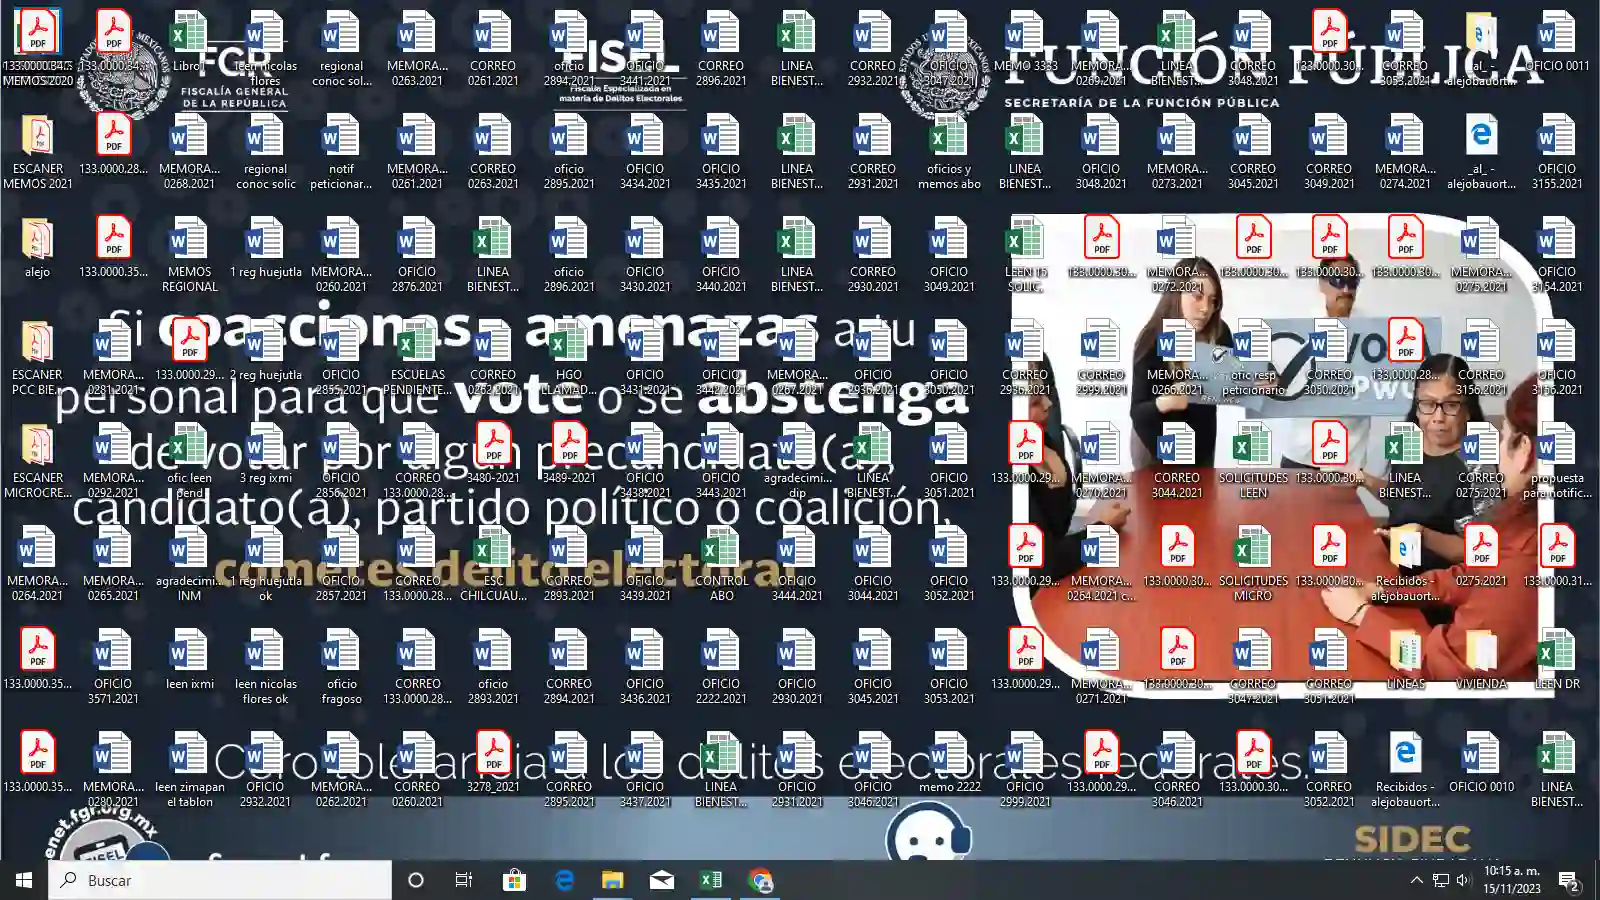 133.0000.34... 133.0000.34... Libro1 leen nicolas flores regional conoc sol... MEMORA... 0263.2021 CORREO 0261.2021 oficio 2894.2021 OFICIO 3441.2021 CORREO 2896.2021 LINEA BIENEST... CORREO 2932.2021 OFICIO 3047.2021 MEMO 3333 MEMORA... 0269.2021 LINEA BIENEST... CORREO 3048.2021 133.0000.30... CORREO 3053.2021 _al_ - alejobauort... OFICIO 0011
MEMOS 2020
FGR
FISCALÍA GENERAL
DE LA REPÚBLICA
FISEL
Fiscalía Especializada en
materia de Delitos Electorales
FUNCIÓN PÚBLICA
SECRETARÍA DE LA FUNCIÓN PÚBLICA
ESCANER MEMOS 2021 133.0000.28... MEMORA... 0268.2021 regional conoc solic notif peticionar... MEMORA... 0261.2021 CORREO 0263.2021 oficio 2895.2021 OFICIO 3434.2021 OFICIO 3435.2021 LINEA BIENEST... CORREO 2931.2021 oficios y memos abo LINEA BIENEST... OFICIO 3048.2021 MEMORA... 0273.2021 CORREO 3045.2021 CORREO 3049.2021 MEMORA... 0274.2021 _al_ - alejobauort... OFICIO 3155.2021
alejo 133.0000.35... MEMOS REGIONAL 1 reg huejutla MEMORA... 0260.2021 OFICIO 2876.2021 LINEA BIENEST... oficio 2896.2021 OFICIO 3430.2021 OFICIO 3440.2021 LINEA BIENEST... CORREO 2930.2021 OFICIO 3049.2021 LEEN 15 SOLIC, 133.0000.30... MEMORA... 0272.2021 133.0000.30... 133.0000.30... 133.0000.30... MEMORA... 0275.2021 OFICIO 3154.2021
Si coaccionas o amenazas a tu
ESCANER PCC BIE... MEMORA... 0281.2021 133.0000.29... 2 reg huejutla OFICIO 2855.2021 ESCUELAS PENDIENTE... CORREO 0262.2021 HGO LLAMAD... OFICIO 3431.2021 OFICIO 3442.2021 MEMORA... 0267.2021 OFICIO 2936.2021 OFICIO 3050.2021 CORREO 2936.2021 CORREO 2999.2021 MEMORA... 0266.2021 ofic resp peticionario CORREO 3050.2021 133.0000.28... CORREO 3156.2021 OFICIO 3156.2021
personal para que vote o se abstenga
ESCANER MICROCRE... MEMORA... 0292.2021 ofic leen pend 3 reg ixmi OFICIO 2856.2021 CORREO 133.0000.28... 3480-2021 3489-2021 OFICIO 3438.2021 OFICIO 3443.2021 agradecimi... dip LINEA BIENEST... OFICIO 3051.2021 133.0000.29... MEMORA... 0270.2021 CORREO 3044.2021 SOLICITUDES LEEN 133.0000.30... LINEA BIENEST... CORREO 0275.2021 propuesta para notific...
de votar por algún precandidato(a),
candidato(a), partido político o coalición,
MEMORA... 0264.2021 MEMORA... 0265.2021 agradecimi... INM 1 reg huejutla ok OFICIO 2857.2021 CORREO 133.0000.28... ESC CHILCUAU... CORREO 2893.2021 OFICIO 3439.2021 CONTROL ABO OFICIO 3444.2021 OFICIO 3044.2021 OFICIO 3052.2021 133.0000.29... MEMORA... 0264.2021 c... 133.0000.30... SOLICITUDES MICRO 133.0000.30... Recibidos - alejobauort... 0275.2021 133.0000.31...
cometes delito electoral
133.0000.35... OFICIO 3571.2021 leen ixmi leen nicolas flores ok oficio fragoso CORREO 133.0000.28... oficio 2893.2021 CORREO 2894.2021 OFICIO 3436.2021 OFICIO 2222.2021 OFICIO 2930.2021 OFICIO 3045.2021 OFICIO 3053.2021 133.0000.29... MEMORA... 0271.2021 133.0000.30... CORREO 3047.2021 CORREO 3051.2021 LINEAS VIVIENDA LEEN DR
Cero tolerancia a los delitos electorales federales.
133.0000.35... MEMORA... 0280.2021 leen zimapan el tablon OFICIO 2932.2021 MEMORA... 0262.2021 CORREO 0260.2021 3278_2021 CORREO 2895.2021 OFICIO 3437.2021 LINEA BIENEST... OFICIO 2931.2021 OFICIO 3046.2021 memo 2222 OFICIO 2999.2021 133.0000.29... CORREO 3046.2021 133.0000.30... CORREO 3052.2021 Recibidos - alejobauort... OFICIO 0010 LINEA BIENEST...
SIDEC
Buscar
10:15 a. m.
15/11/2023
2